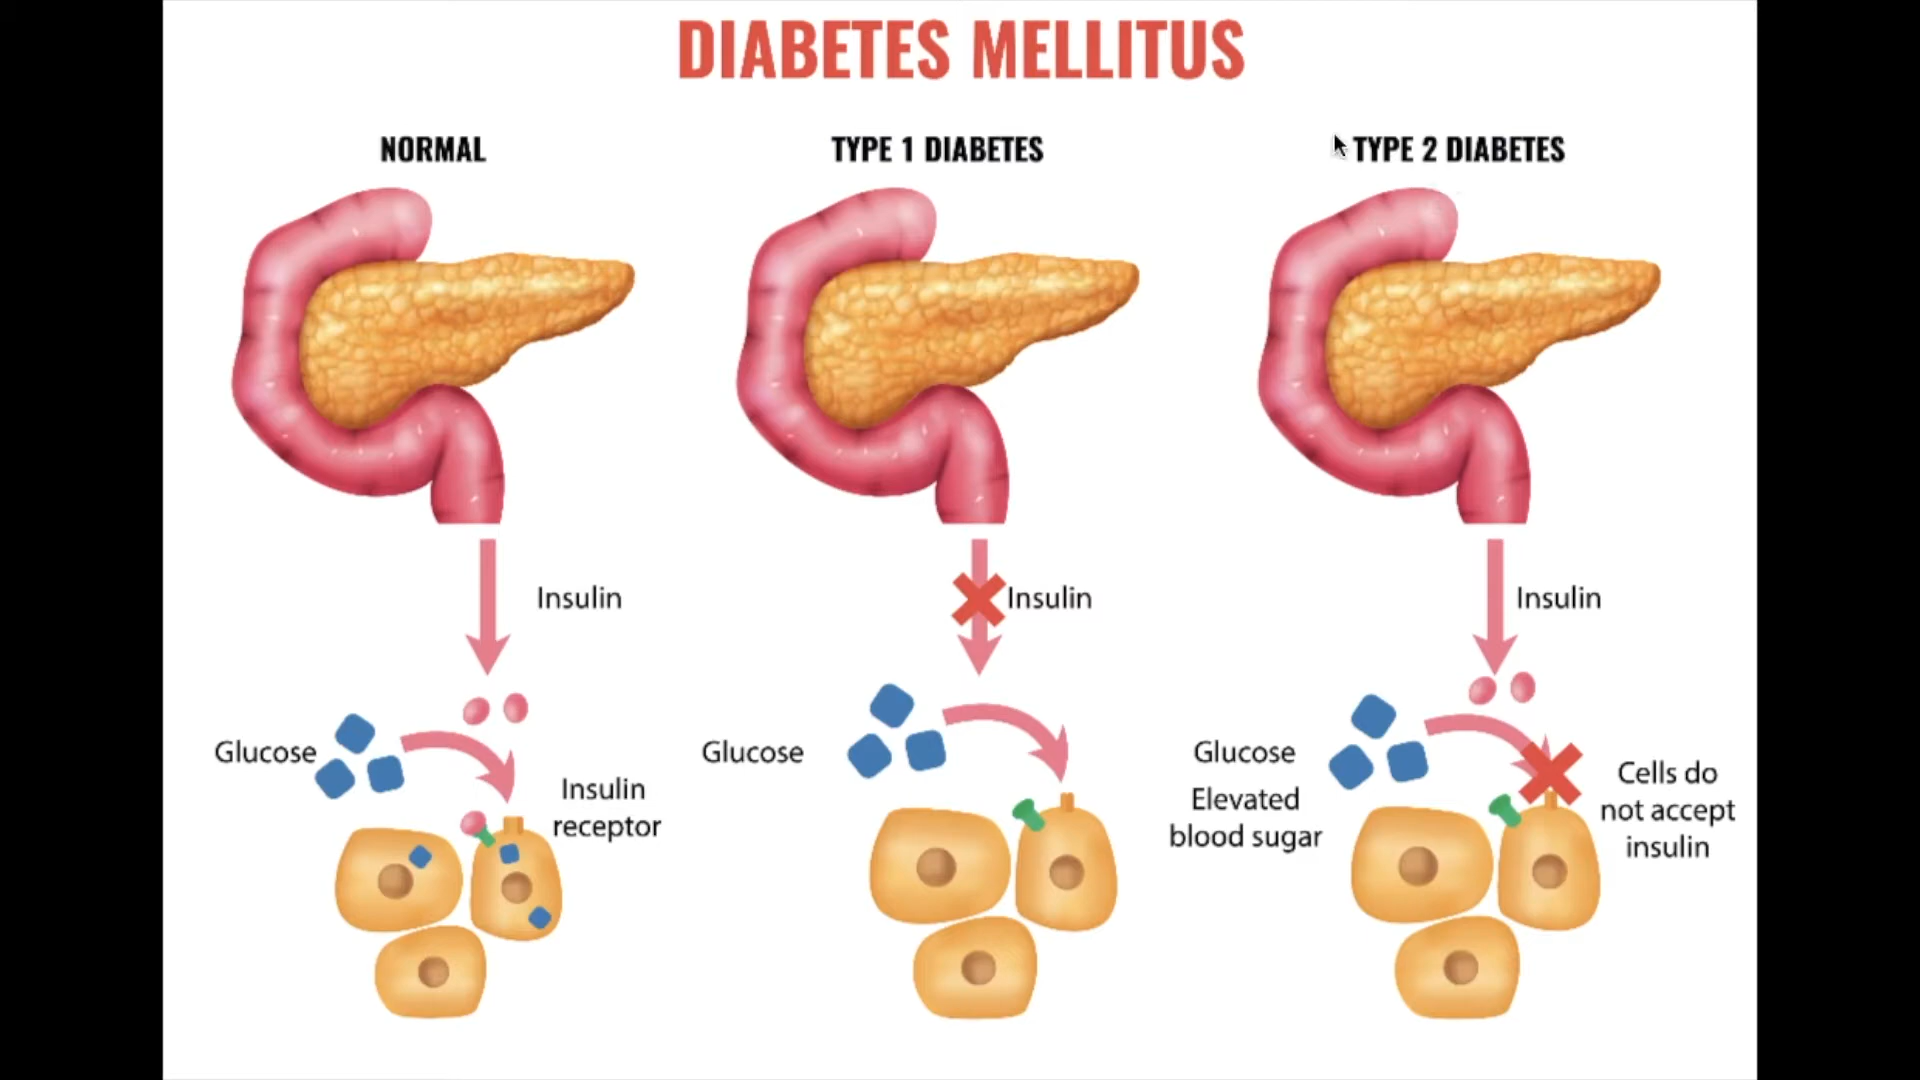 DIABETES MELLITUS
NORMAL
Insulin
Glucose
Insulin
receptor
TYPE 1 DIABETES
Insulin
Glucose
TYPE 2 DIABETES
Insulin
Glucose
Elevated
blood sugar
Cells do
not accept
insulin